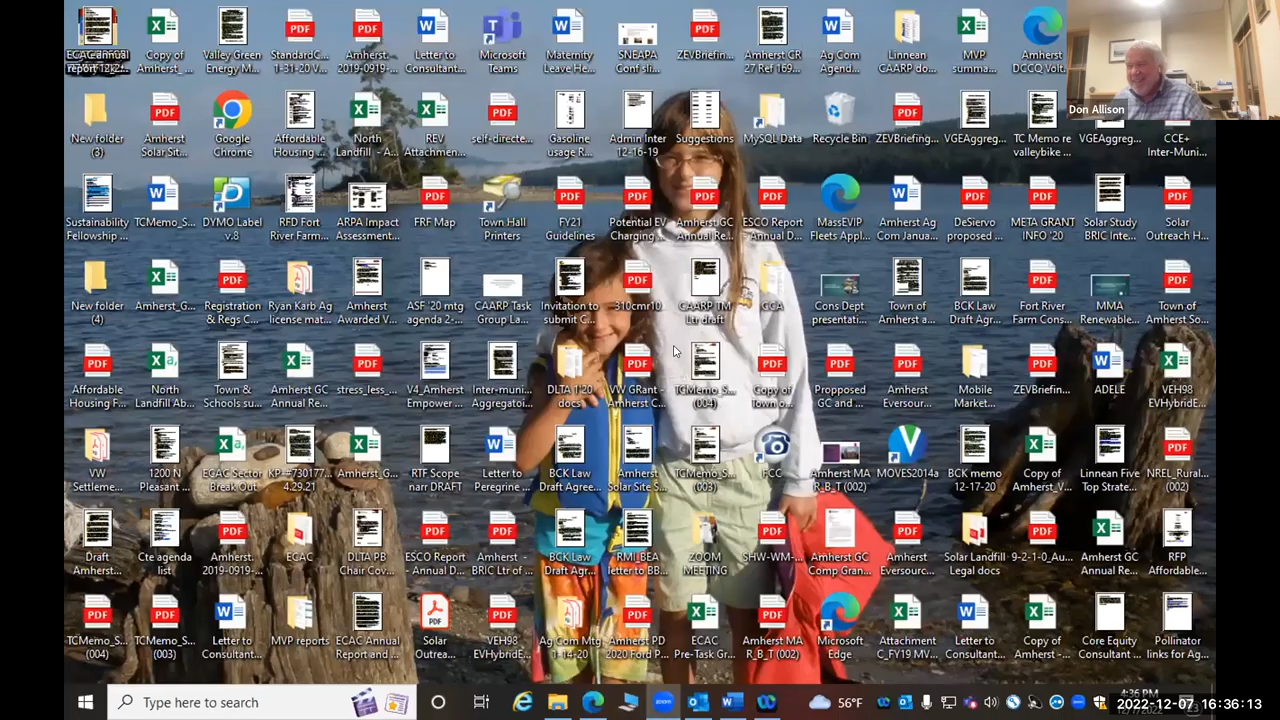 ECAC annual
report 12k2...
Copy of
Amherst_...
Valley Green
Energy M...
Standard...
1-31-20 V...
Amherst.
2019-0919-...
Letter to
Consultant...
Microsoft
Teams
Maternity
Leave He...
SNEAPA
Conf sli...
ZEVBriefin...
Amherst GR
27 Ref 169...
Ag Com
Agend...
Linnean
CAARP do...
MVP
summa...
Amherst
DCCQ Volt...
Don Allison
New folder
(3)
Amherst
Solar Sit...
Google
Chrome
Affordable
Housing ...
North
Landfill - A...
REV
Attachmen...
self-directe...
Gasoline
usage R...
Admin Inter
12-16-19
Suggestions
MySQL Data
Recycle Bin
ZEVBriefing...
VGEAggreg...
TC Memo re
valleybike ...
VGEAggreg...
CCE+
Inter-Muni...
Sustainability
Fellowship ...
TCMemo_S...
DYMO Label
v.8
RFD Fort
River Farm...
ARPA Impact
Assessment...
FRF Map
Town Hall
Printers
FY21
Guidelines
Potential EV
Charging ...
Amherst GC
Annual Re...
ESCO Report
- Annual D...
MassEVIP
Fleets Appl...
Amherst Ag
Com Janua...
DeSiervo
proposed ...
META GRANT
INFO '20
Solar Study
BRIC Inte...
Solar
Outreach H...
New folder
(4)
Amherst_G...
Registration
& Regs C...
Ryan Karb Ag
license mat...
Amherst
Awarded V...
ASF '20 mtg
agenda 2-...
CAARP Task
Group La...
Invitation to
submit C...
310cmr10
CAARP TM
Ltr draft
CCA
Cons Dept
presentati...
Town of
Amherst a...
BCK Law
Draft Agr...
Fort River
Farm Cons...
MMA
Renewable...
Town of
Amherst So...
Affordable
Housing F...
North
Landfill Ab...
Town &
Schools su...
Amherst GC
Annual Re...
stress_less_...
V4_Amherst
Empower ...
Inter-muni
Aggregatoi...
DLTA 1'20
docs
VW GRant -
Amherst C...
TCMemo_S...
(004)
Copy of
Town o...
Propposed
GC and ...
Amherst
Eversour...
Mobile
Market...
ZEVBriefin...
ADELE
VEH98
EVHybridE...
VW
Settleme...
1200 N
Pleasant ...
ECAC Sector
Break Out
KP-#730177...
4.29.21
Amherst_G...
RTF Scope
narr DRAFT
Letter to
Peregrine ...
BCK Law
Draft Agree...
Amherst
Solar Site S...
TCMemo_S...
(003)
FCC
Amherst MA
R_B_T (002)
MOVES2014a
BCK memo
12-17-20
Copy of
Amherst_V...
Linnean Five
Top Strate...
NREL_Rural...
(002)
Draft
Amherst...
Cte agenda
list
Amherst.
2019-0919-...
ECAC
DLTA PB
Chair Cov...
ESCO Report
- Annual D...
Amherst -
BRIC Ltr of ...
BCK Law
Draft Agr...
RMI_BEA
letter to BB...
ZOOM
MEETING
SHW-WM-...
Amherst GC
Comp Gran...
Amherst
Eversourc...
Solar Landfill
Legal docs
9-2-1-0_Au...
Amherst GC
Annual Re...
RFP
Affordable...
TCMemo_S...
(004)
TCMemo_S...
(003)
Letter to
Consultant...
MVP reports
ECAC Annual
Report and ...
Solar
Outrea...
VEH98
EVHybridE...
Ag Com Mtg
1-14-20
Amherst PD
2020 Ford P...
ECAC
Pre-Task Gr...
Amherst MA
R_B_T (002)
Microsoft
Edge
Attachment
C_FY19 MV...
Letter to
Consultant...
Copy of
Amherst -...
Core Equity
Consultant ...
Pollinator
links for Ag...
Type here to search
zoom
56°F
4:36 PM
2022-12-07 16:36:13